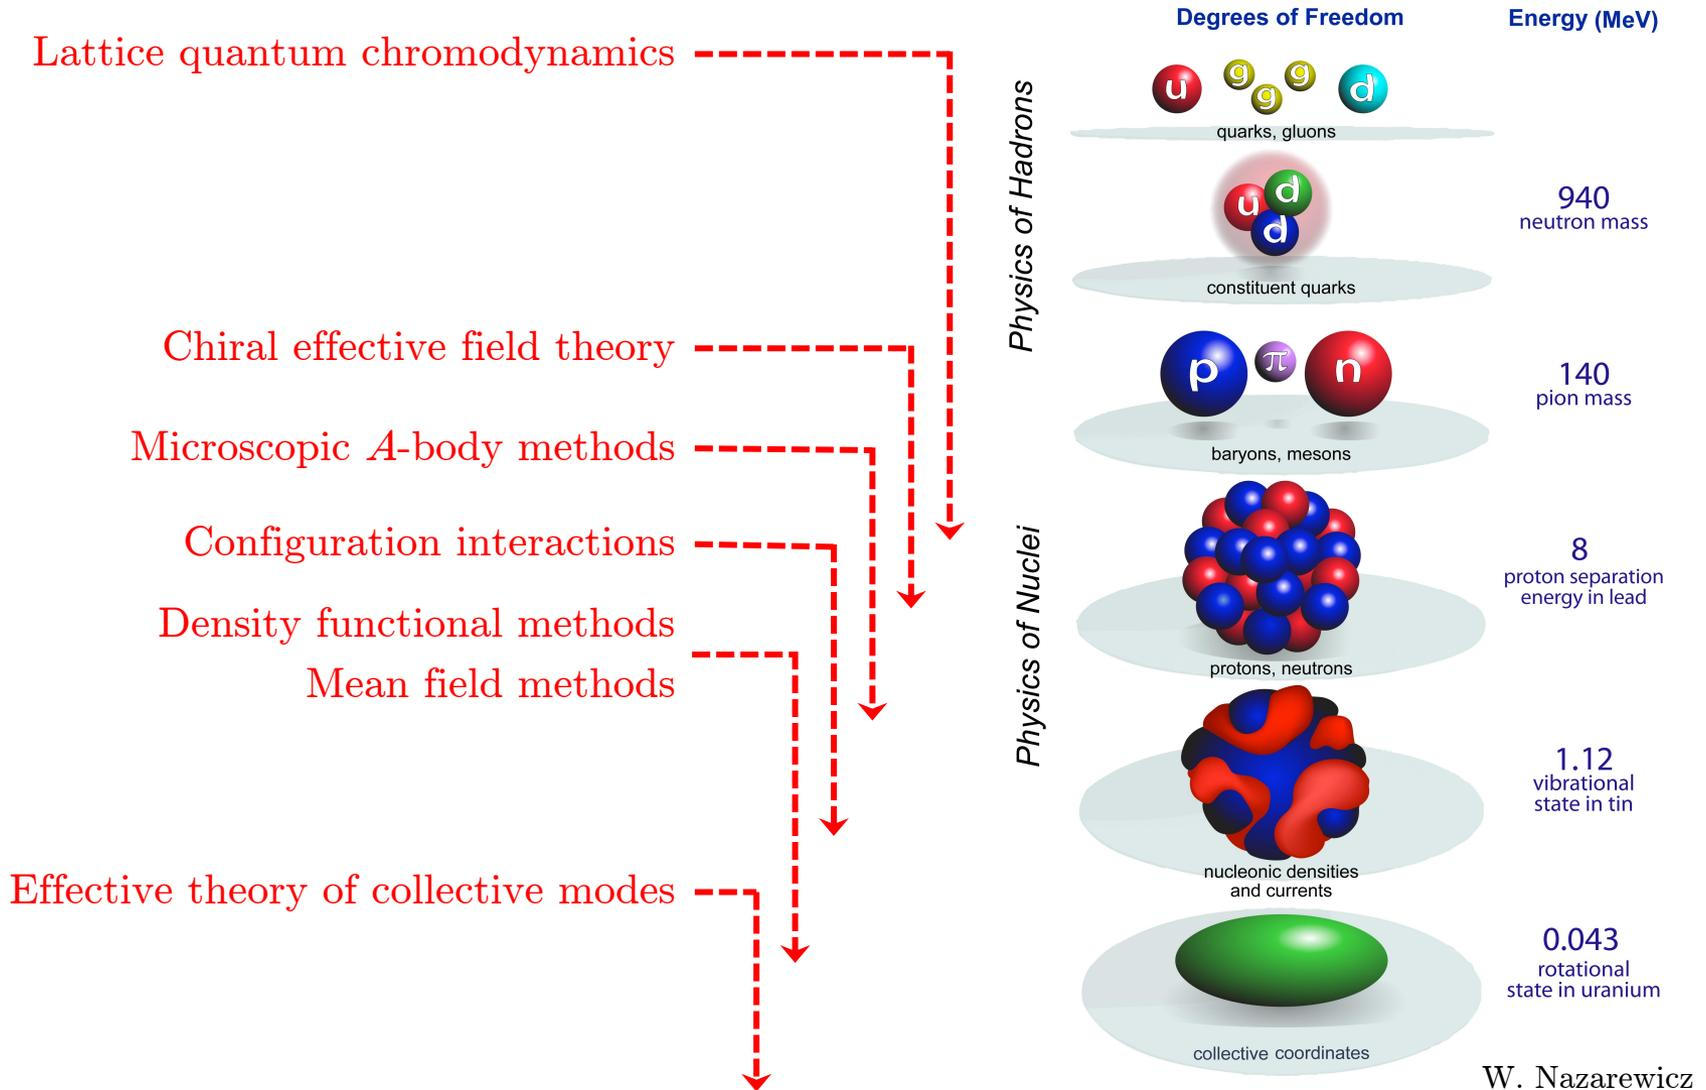 Degrees of Freedom
Energy (MeV)
Lattice quantum chromodynamics
u
g
g
g
d
quarks, gluons
Physics of Hadrons
u
d
d
940
neutron mass
constituent quarks
Chiral effective field theory
p
π
n
140
pion mass
Microscopic A-body methods
baryons, mesons
Configuration interactions
Physics of Nuclei
8
proton separation
energy in lead
Density functional methods
Mean field methods
protons, neutrons
1.12
vibrational
state in tin
nucleonic densities
and currents
Effective theory of collective modes
0.043
rotational
state in uranium
collective coordinates
W. Nazarewicz